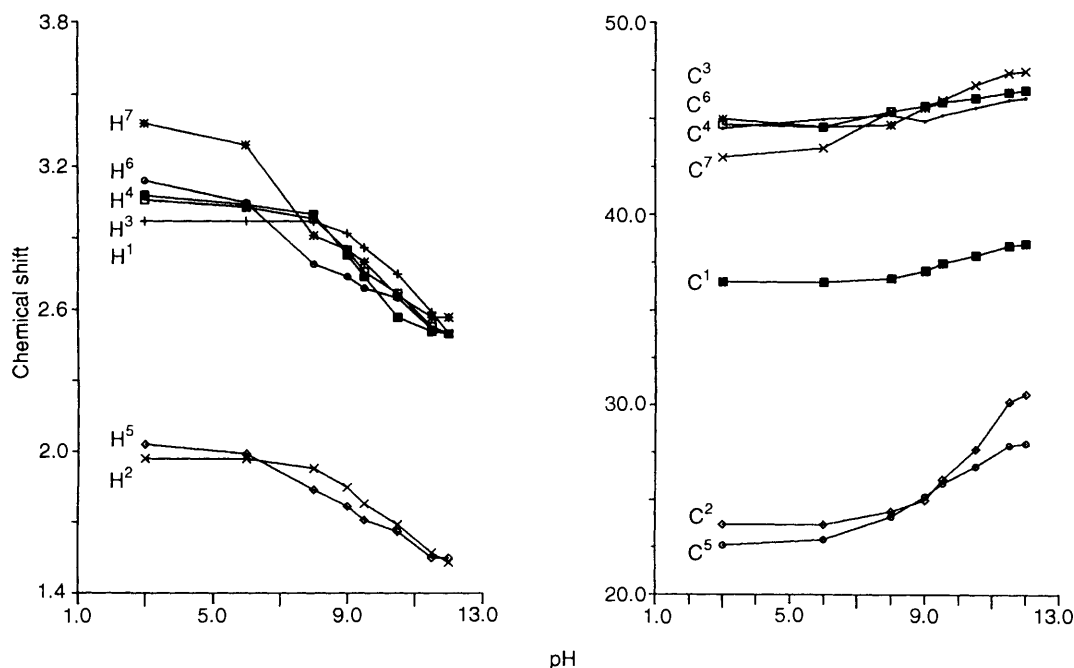 Chemical shift
3.8
3.2
2.6
2.0
1.4
1.0
5.0
9.0
13.0
H⁷
H⁶
H⁴
H³
H¹
H⁵
H²
50.0
40.0
30.0
20.0
1.0
5.0
9.0
13.0
C³
C⁶
C⁴
C⁷
C¹
C²
C⁵
pH